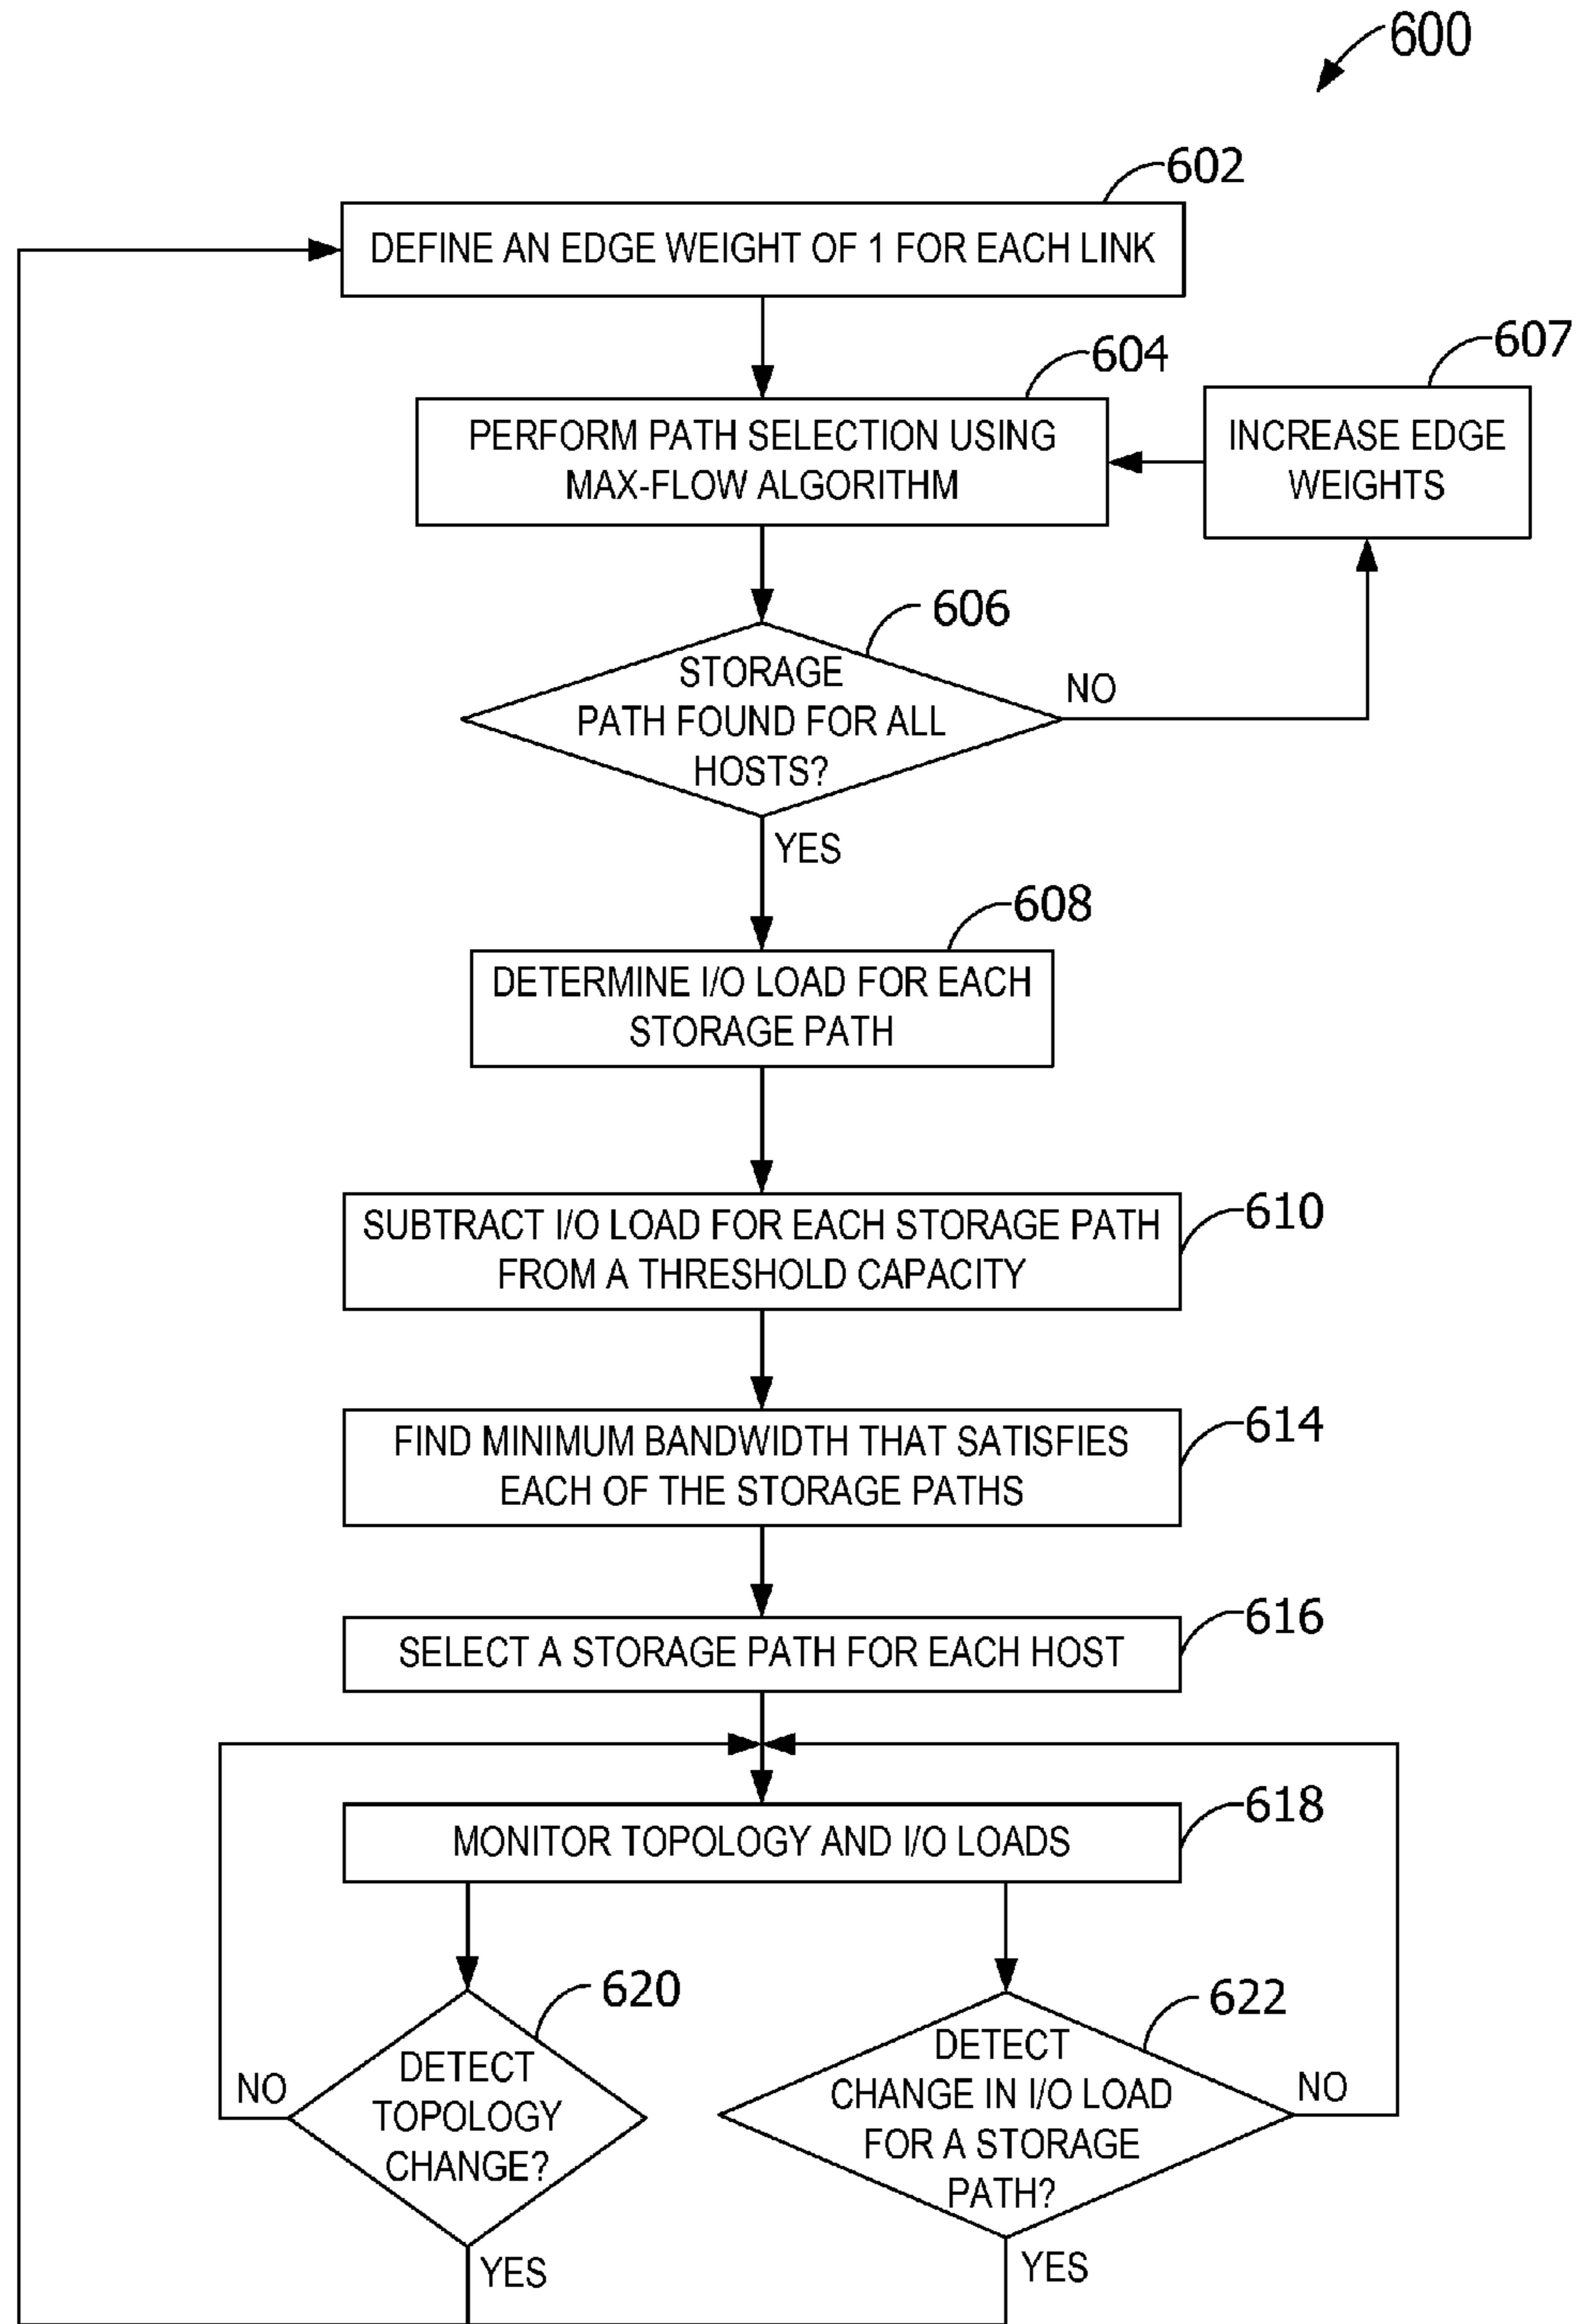 600
602
DEFINE AN EDGE WEIGHT OF 1 FOR EACH LINK
604
PERFORM PATH SELECTION USING
MAX-FLOW ALGORITHM
607
INCREASE EDGE
WEIGHTS
606
STORAGE
PATH FOUND FOR ALL
HOSTS?
NO
YES
608
DETERMINE I/O LOAD FOR EACH
STORAGE PATH
610
SUBTRACT I/O LOAD FOR EACH STORAGE PATH
FROM A THRESHOLD CAPACITY
614
FIND MINIMUM BANDWIDTH THAT SATISFIES
EACH OF THE STORAGE PATHS
616
SELECT A STORAGE PATH FOR EACH HOST
618
MONITOR TOPOLOGY AND I/O LOADS
620
DETECT
TOPOLOGY
CHANGE?
NO
YES
622
DETECT
CHANGE IN I/O LOAD
FOR A STORAGE
PATH?
NO
YES